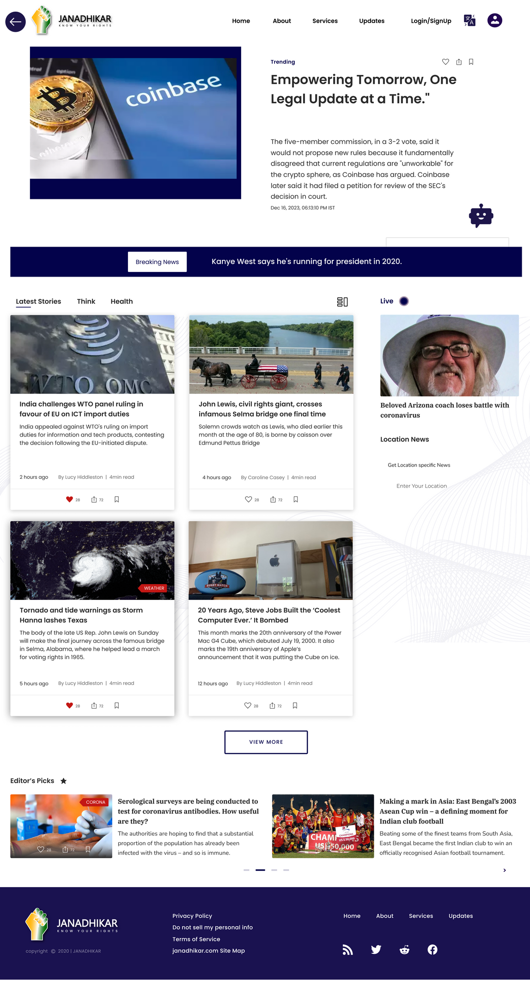 JANADHIKAR
KNOW YOUR RIGHTS
Home About Services Updates Login/SignUp
option
coinbase
Trending
Empowering Tomorrow, One
Legal Update at a Time."
The five-member commission, in a 3-2 vote, said it
would not propose new rules because it fundamentally
disagreed that current regulations are "unworkable" for
the crypto sphere, as Coinbase has argued. Coinbase
later said it had filed a petition for review of the SEC's
decision in court.
Dec 16, 2023, 06:13:10 PM IST
Breaking News
Kanye West says he's running for president in 2020.
Latest Stories Think Health
Live
WTO OMC
India challenges WTO panel ruling in
favour of EU on ICT import duties
India appealed against WTO's ruling on import
duties for information and tech products, contesting
the decision following the EU-initiated dispute.
2 hours ago By Lucy Hiddleston | 4min read
28 72
John Lewis, civil rights giant, crosses
infamous Selma bridge one final time
Solemn crowds watch as Lewis, who died earlier this
month at the age of 80, is borne by caisson over
Edmund Pettus Bridge
4 hours ago By Caroline Casey | 4min read
28 72
Beloved Arizona coach loses battle with
coronavirus
Location News
Get Location specific News
Enter Your Location
WEATHER
Tornado and tide warnings as Storm
Hanna lashes Texas
The body of the late US Rep. John Lewis on Sunday
will make the final journey across the famous bridge
in Selma, Alabama, where he helped lead a march
for voting rights in 1965.
5 hours ago By Lucy Hiddleston | 4min read
28 72
RUGBY MATCH
20 Years Ago, Steve Jobs Built the ‘Coolest
Computer Ever.’ It Bombed
This month marks the 20th anniversary of the Power
Mac G4 Cube, which debuted July 19, 2000. It also
marks the 19th anniversary of Apple’s
announcement that it was putting the Cube on ice.
12 hours ago By Lucy Hiddleston | 4min read
28 72
VIEW MORE
Editor’s Picks
CORONA
28 72
Serological surveys are being conducted to
test for coronavirus antibodies. How useful
are they?
The authorities are hoping to find that a substantial
proportion of the population has already been
infected with the virus – and so is immune.
CHAMPIONS
US $ 50,000
Making a mark in Asia: East Bengal’s 2003
Asean Cup win – a defining moment for
Indian club football
Beating some of the finest teams from South Asia,
East Bengal became the first Indian club to win an
officially recognised Asian football tournament.
JANADHIKAR
KNOW YOUR RIGHTS
copyright © 2020 | JANADHIKAR
Privacy Policy
Do not sell my personal info
Terms of Service
janadhikar.com Site Map
Home About Services Updates